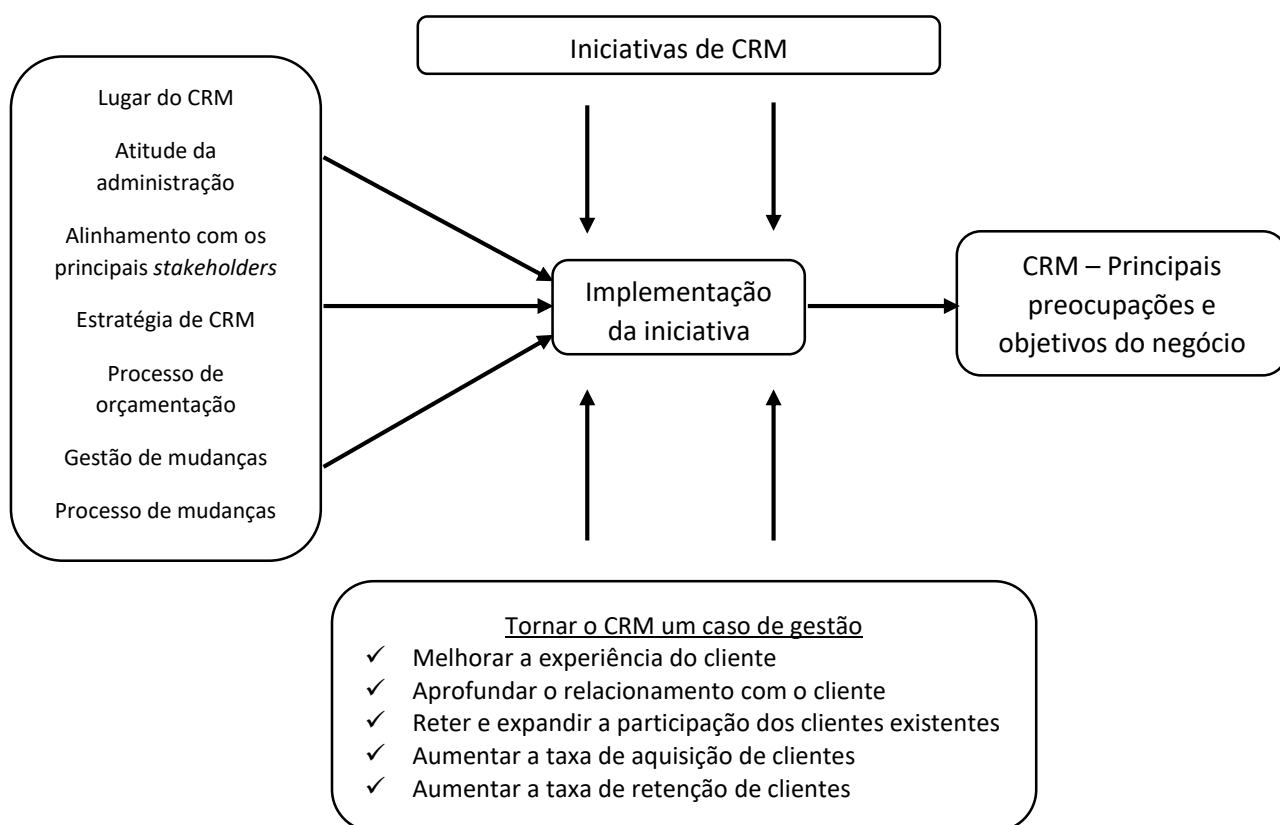 Iniciativas de CRM
Lugar do CRM
Atitude da
administração
Alinhamento com os
principais stakeholders
Estratégia de CRM
Processo de
orçamentação
Gestão de mudanças
Processo de mudanças
Implementação
da iniciativa
CRM – Principais
preocupações e
objetivos do negócio
Tornar o CRM um caso de gestão
✓ Melhorar a experiência do cliente
✓ Aprofundar o relacionamento com o cliente
✓ Reter e expandir a participação dos clientes existentes
✓ Aumentar a taxa de aquisição de clientes
✓ Aumentar a taxa de retenção de clientes